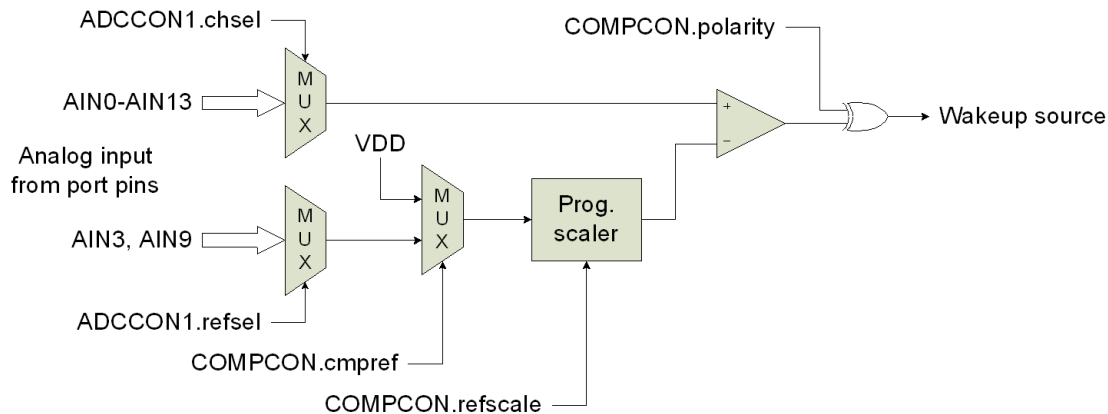 ADCCON1.chsel
COMPCON.polarity
M
U
X
AIN0-AIN13
+
Wakeup source
VDD
−
Analog input
from port pins
M
U
X
M
U
X
Prog.
scaler
AIN3, AIN9
ADCCON1.refsel
COMPCON.cmpref
COMPCON.refscale